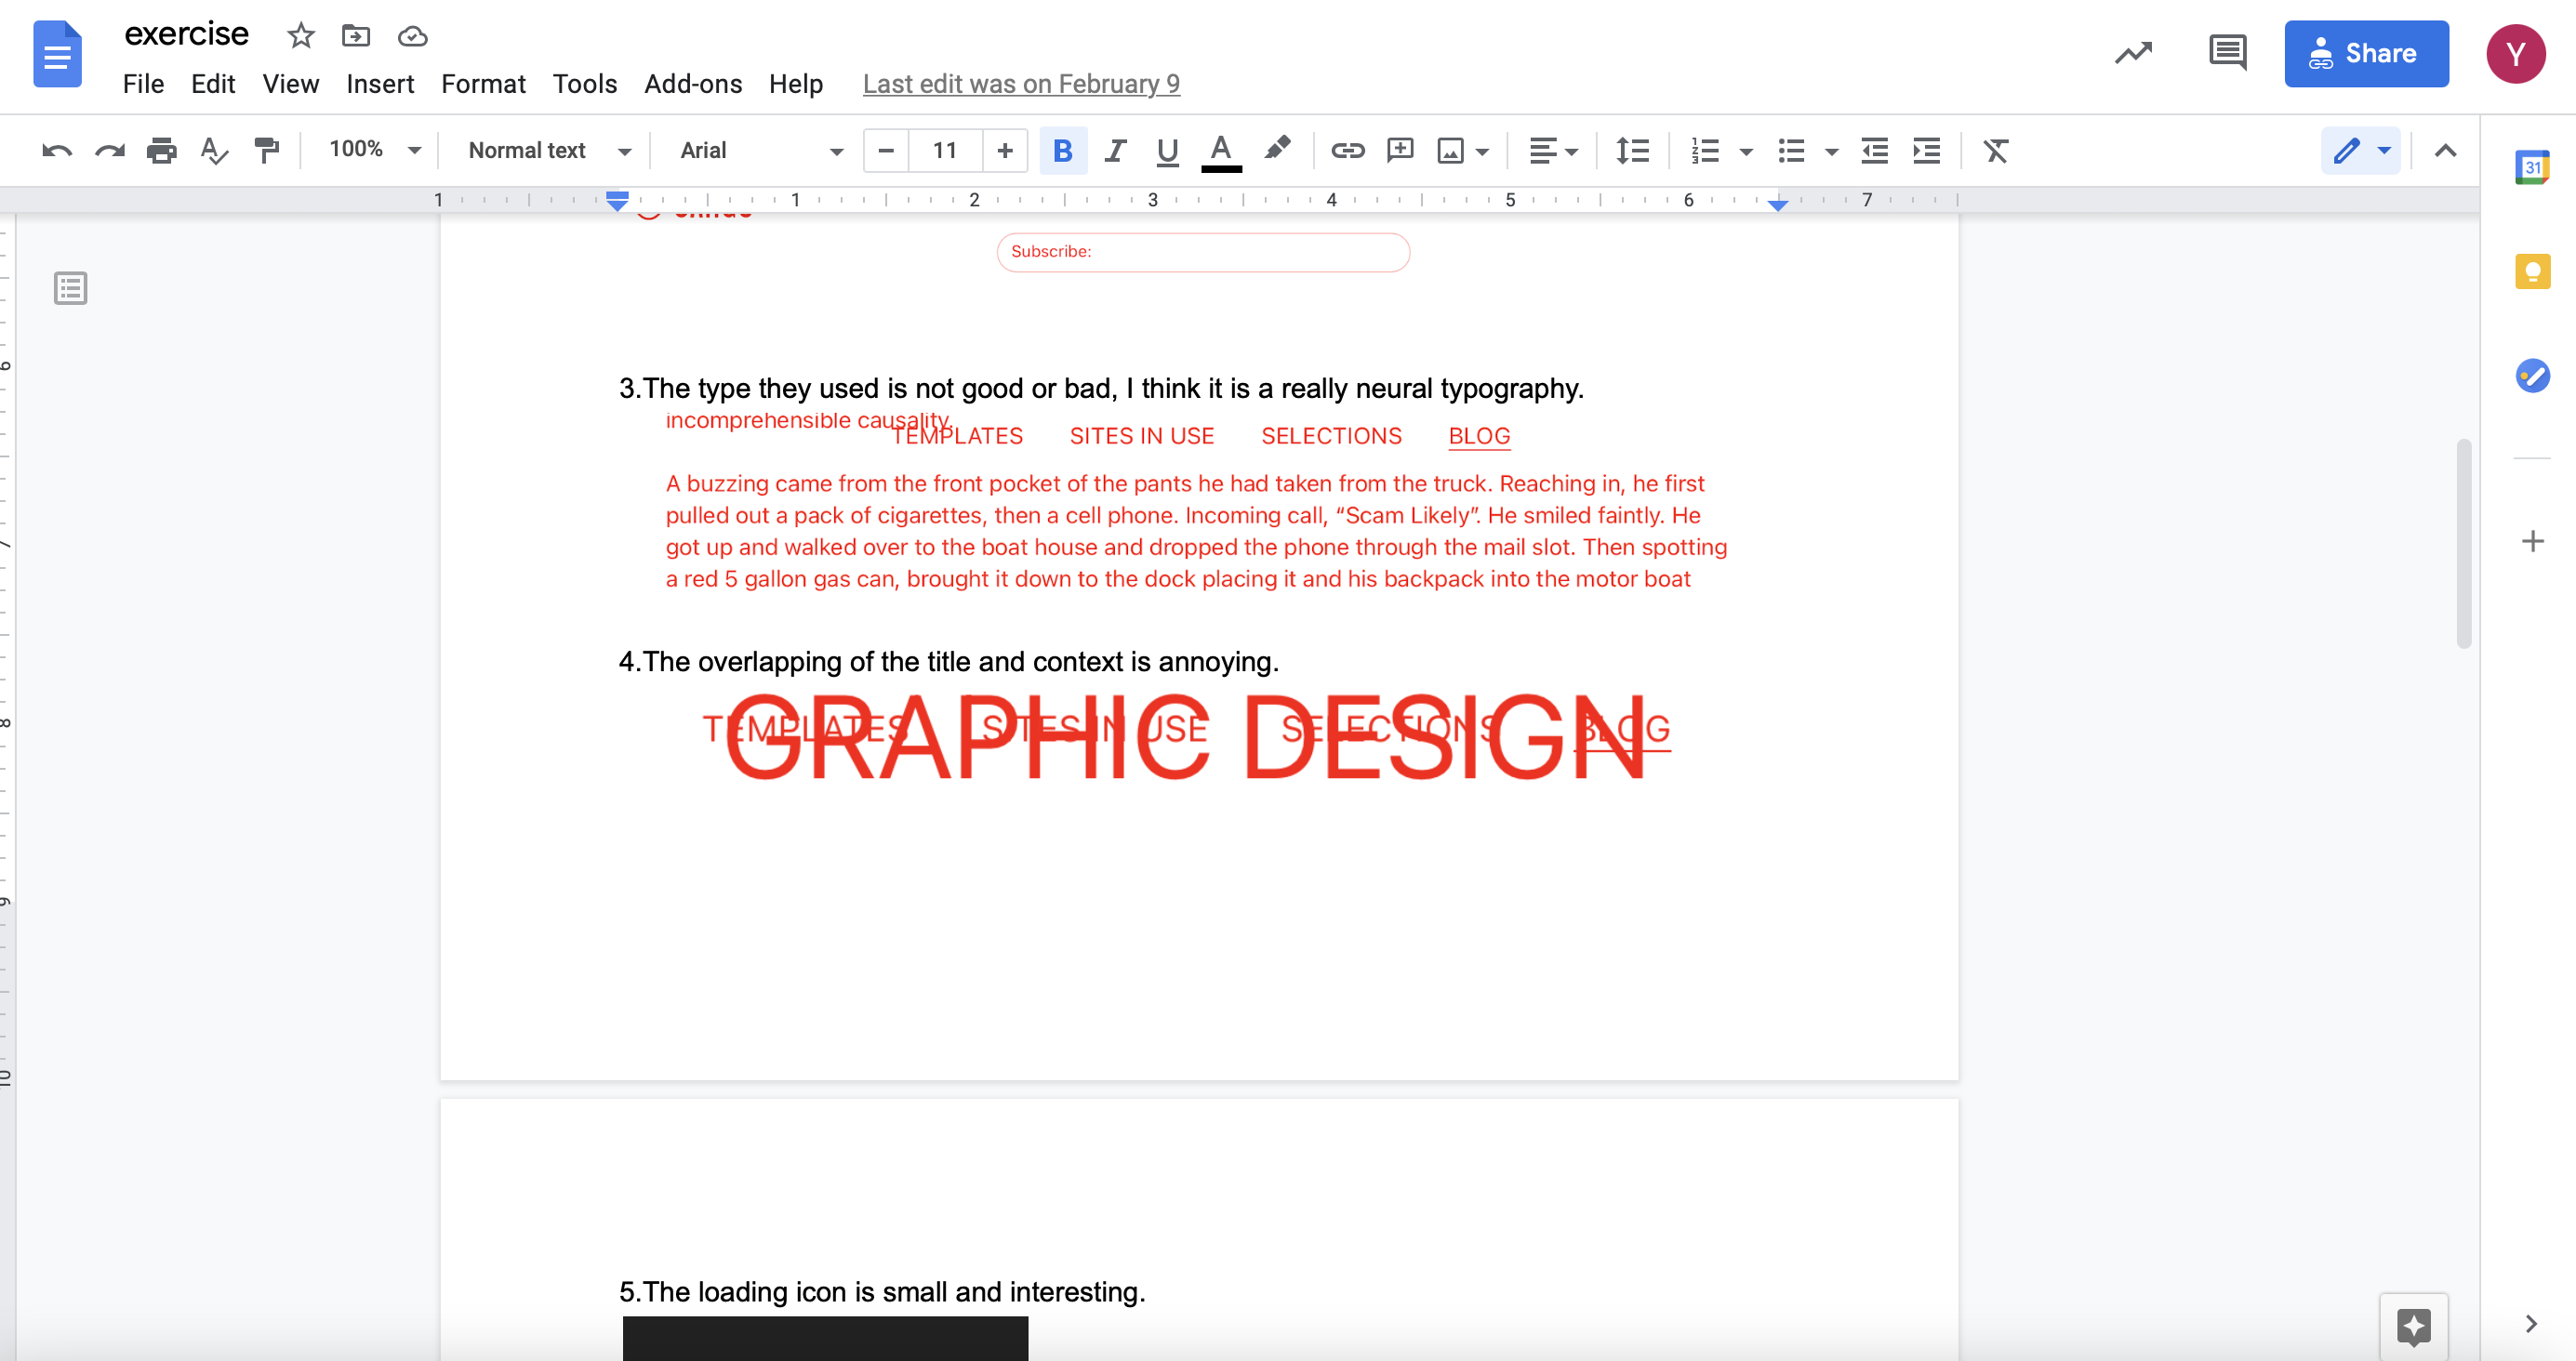 exercise
File Edit View Insert Format Tools Add-ons Help Last edit was on February 9
Share
Y
100% Normal text Arial 11 B I U A
31
1 1 2 3 4 5 6 7
Subscribe:
3.The type they used is not good or bad, I think it is a really neural typography.
incomprehensible causality.
TEMPLATES SITES IN USE SELECTIONS BLOG
A buzzing came from the front pocket of the pants he had taken from the truck. Reaching in, he first
pulled out a pack of cigarettes, then a cell phone. Incoming call, “Scam Likely”. He smiled faintly. He
got up and walked over to the boat house and dropped the phone through the mail slot. Then spotting
a red 5 gallon gas can, brought it down to the dock placing it and his backpack into the motor boat
4.The overlapping of the title and context is annoying.
GRAPHIC DESIGN
TEMPLATES SITES IN USE SELECTIONS BLOG
5.The loading icon is small and interesting.
6
7
8
9
10